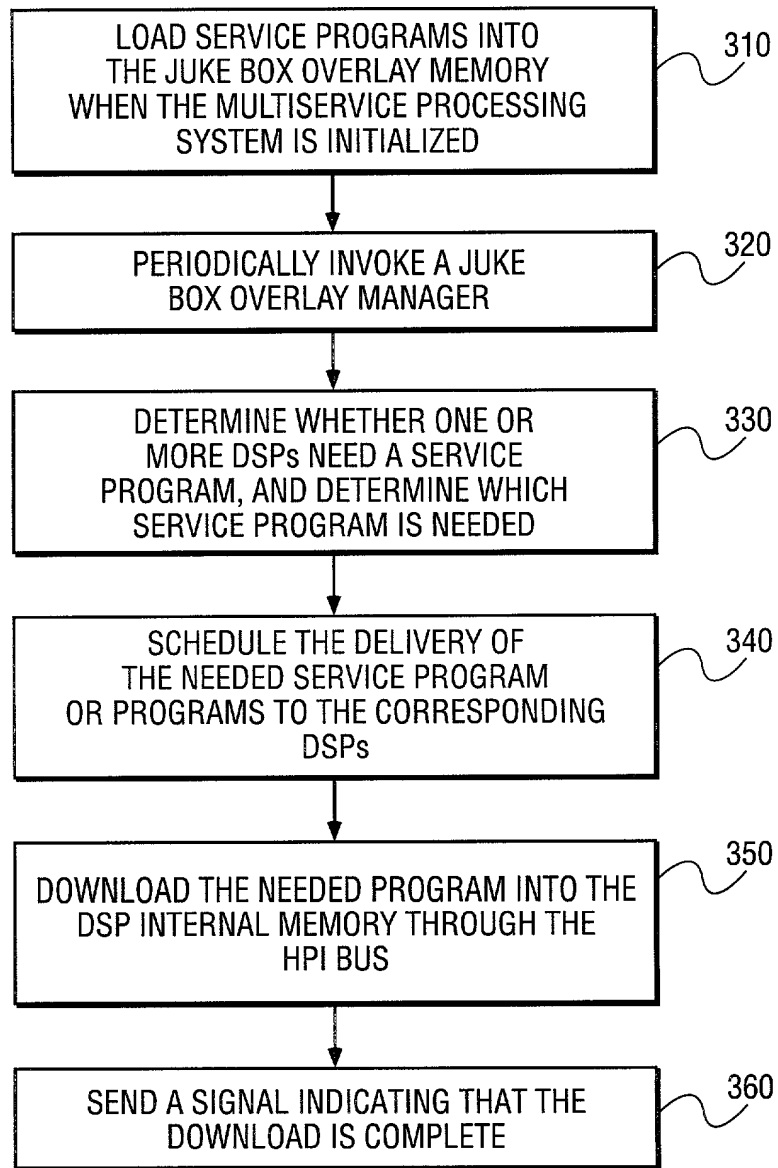 LOAD SERVICE PROGRAMS INTO
THE JUKE BOX OVERLAY MEMORY
WHEN THE MULTISERVICE PROCESSING
SYSTEM IS INITIALIZED
310
PERIODICALLY INVOKE A JUKE
BOX OVERLAY MANAGER
320
DETERMINE WHETHER ONE OR
MORE DSPs NEED A SERVICE
PROGRAM, AND DETERMINE WHICH
SERVICE PROGRAM IS NEEDED
330
SCHEDULE THE DELIVERY OF
THE NEEDED SERVICE PROGRAM
OR PROGRAMS TO THE CORRESPONDING
DSPs
340
DOWNLOAD THE NEEDED PROGRAM INTO THE
DSP INTERNAL MEMORY THROUGH THE
HPI BUS
350
SEND A SIGNAL INDICATING THAT THE
DOWNLOAD IS COMPLETE
360